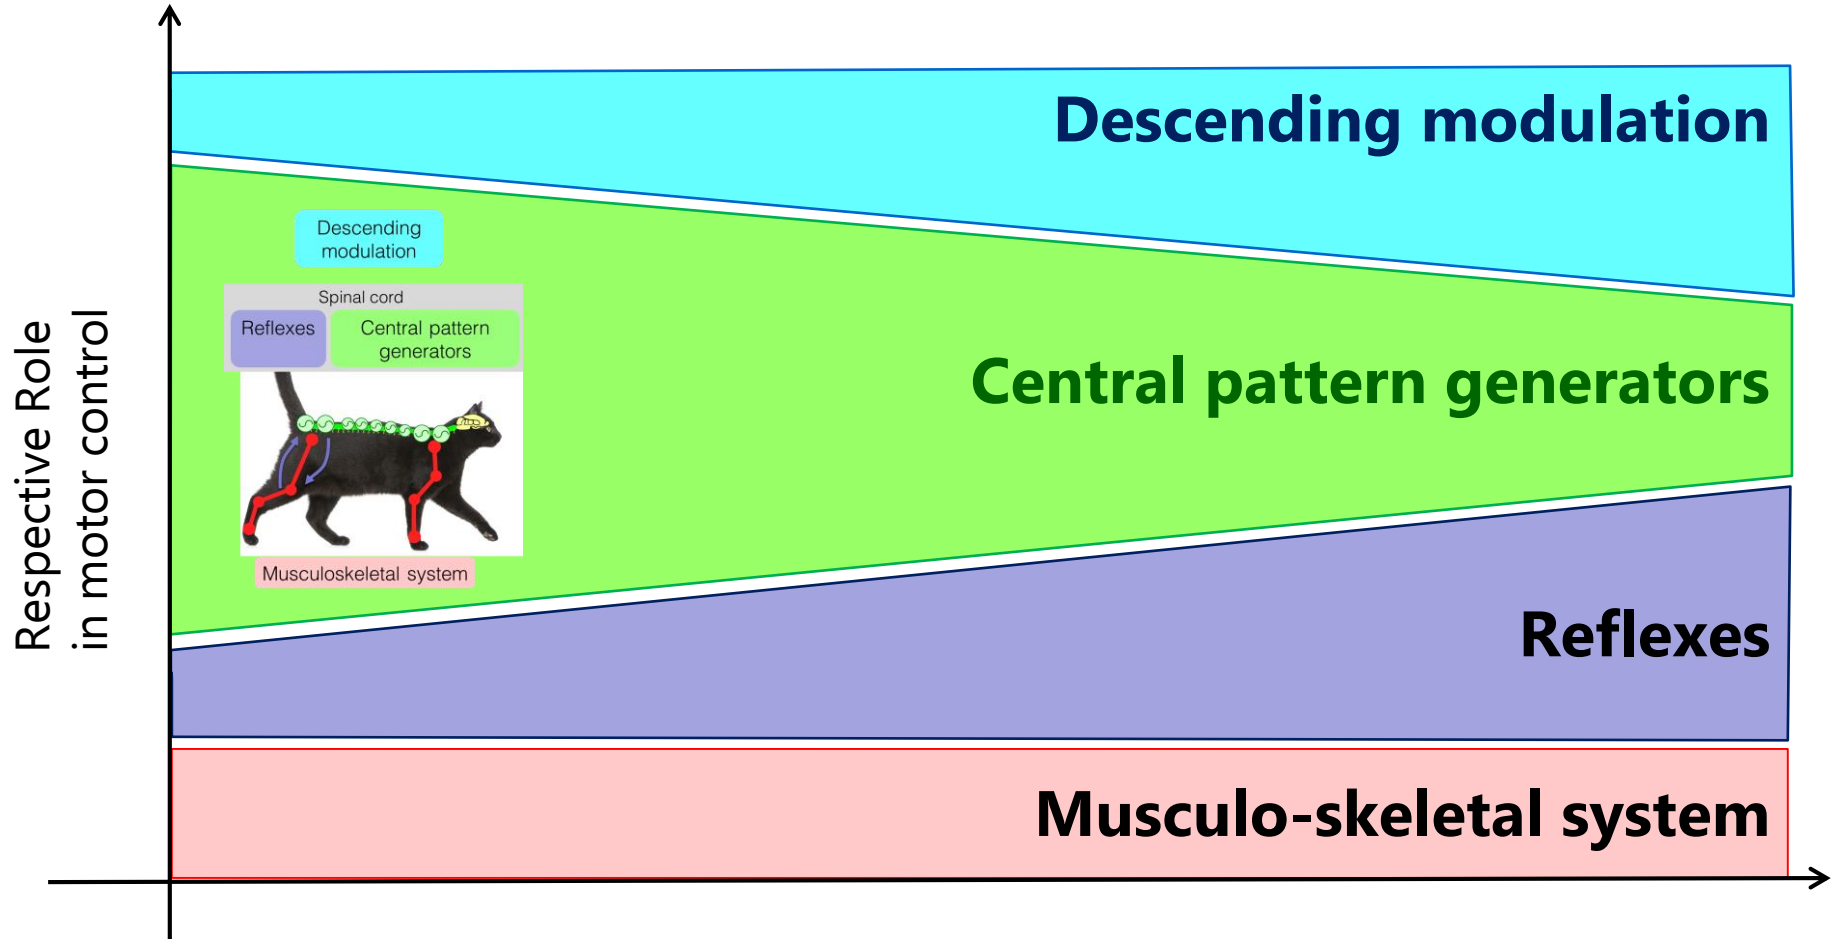 Respective Role
in motor control
Descending modulation
Descending
modulation
Spinal cord
Reflexes
Central pattern
generators
Central pattern generators
Musculoskeletal system
Reflexes
Musculo-skeletal system